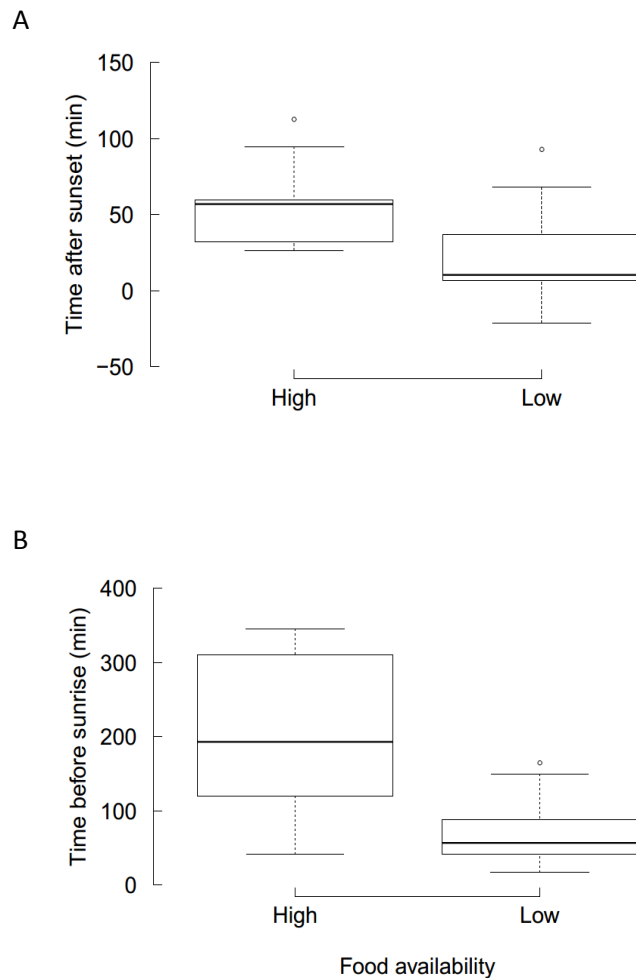 A
Time after sunset (min)
150
100
50
0
−50
High Low
B
Time before sunrise (min)
400
300
200
100
0
High Low
Food availability